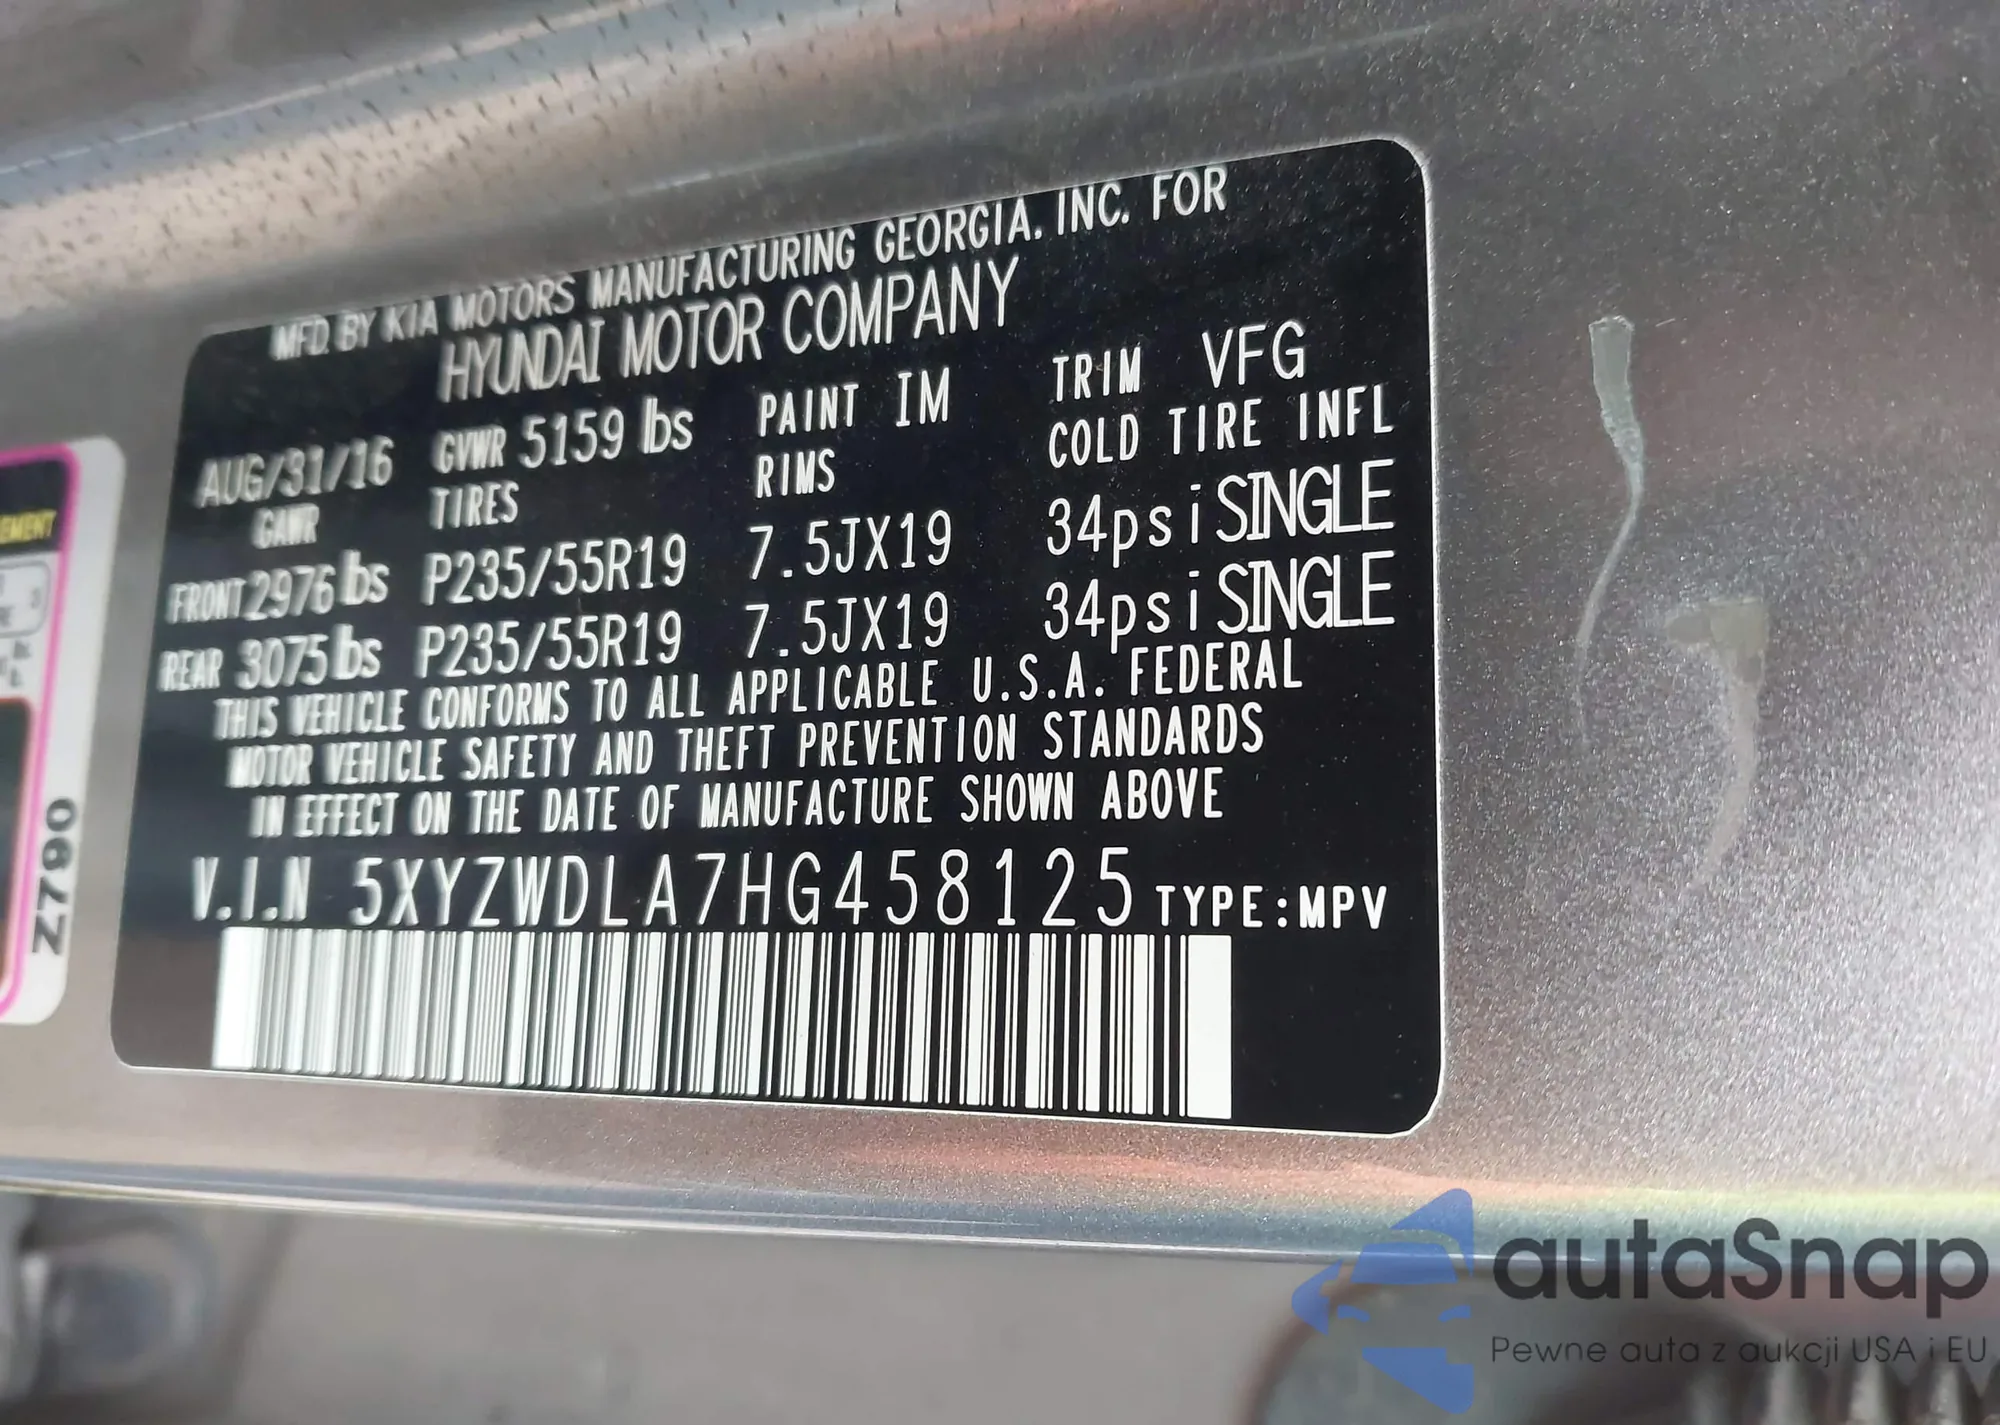 MFD. BY KIA MOTORS MANUFACTURING GEORGIA. INC. FOR
HYUNDAI MOTOR COMPANY
AUG/31/16 GVWR 5159 lbs PAINT IM TRIM VFG
GAWR TIRES RIMS COLD TIRE INFL
FRONT 2976 lbs P235/55R19 7.5JX19 34psi SINGLE
REAR 3075 lbs P235/55R19 7.5JX19 34psi SINGLE
THIS VEHICLE CONFORMS TO ALL APPLICABLE U.S.A. FEDERAL
MOTOR VEHICLE SAFETY AND THEFT PREVENTION STANDARDS
IN EFFECT ON THE DATE OF MANUFACTURE SHOWN ABOVE
V.I.N 5XYZWDLA7HG458125 TYPE:MPV
Z790
autaSnap
Pewne auta z aukcji USA i EU